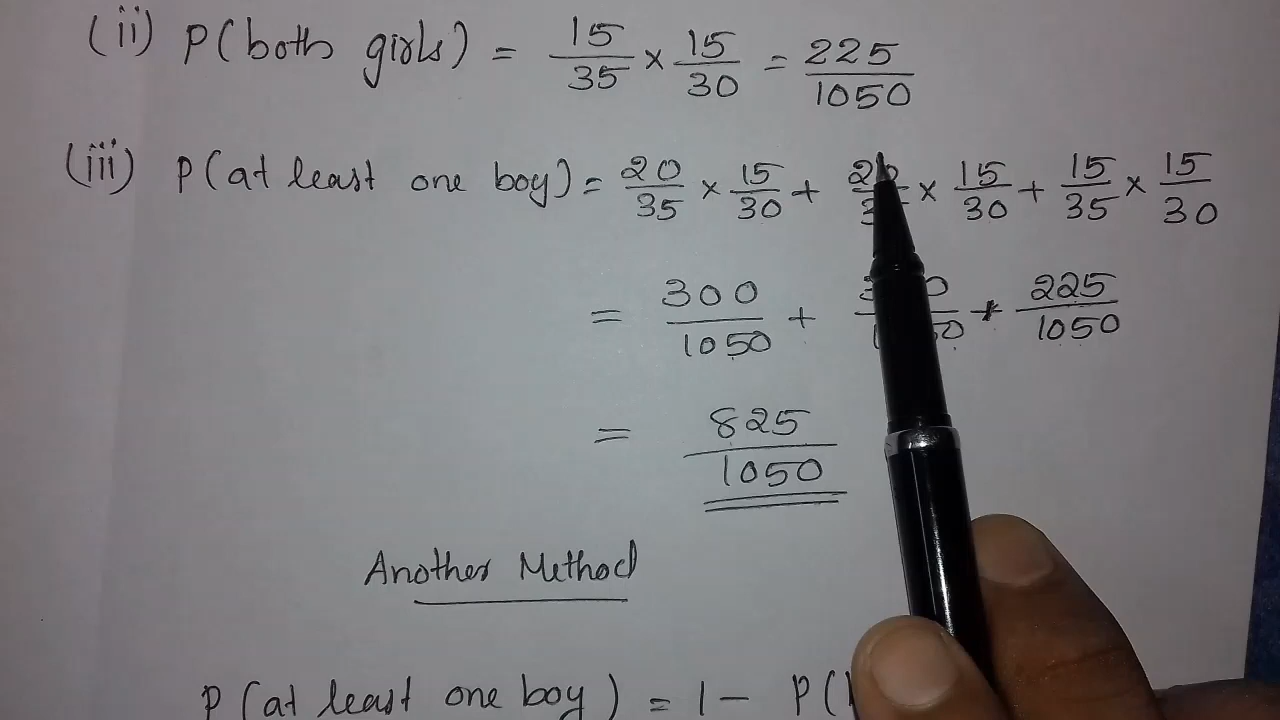 (ii) P(both girls) = 15/35 × 15/30 = 225/1050
(iii) P(at least one boy) = 20/35 × 15/30 + × 15/30 + 15/35 × 15/30
= 300/1050 + + 225/1050
= 825/1050
Another Method
P(at least one boy) = 1 - P(